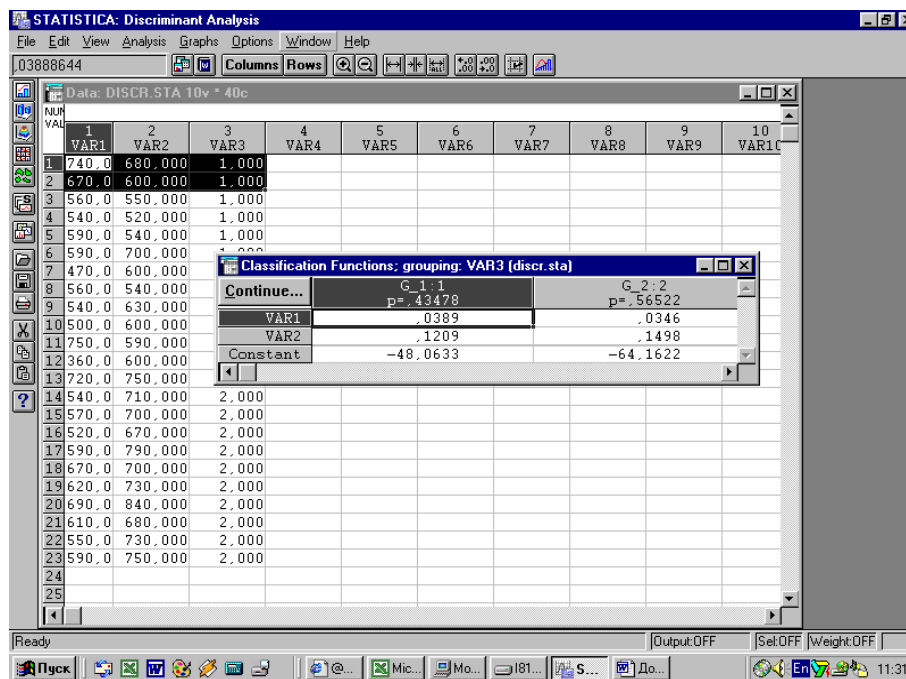 STATISTICA: Discriminant Analysis
File Edit View Analysis Graphs Options Window Help
,03888644 Columns Rows
Data: DISCR.STA 10v * 40c
NUM
VAL
1 2 3 4 5 6 7 8 9 10
VAR1 VAR2 VAR3 VAR4 VAR5 VAR6 VAR7 VAR8 VAR9 VAR10
1 740,0 680,000 1,000
2 670,0 600,000 1,000
3 560,0 550,000 1,000
4 540,0 520,000 1,000
5 590,0 540,000 1,000
6 590,0 700,000 1,000
7 470,0 600,000
8 560,0 540,000
9 540,0 630,000
10 500,0 600,000
11 750,0 590,000
12 360,0 600,000
13 720,0 750,000
14 540,0 710,000 2,000
15 570,0 700,000 2,000
16 520,0 670,000 2,000
17 590,0 790,000 2,000
18 670,0 700,000 2,000
19 620,0 730,000 2,000
20 690,0 840,000 2,000
21 610,0 680,000 2,000
22 550,0 730,000 2,000
23 590,0 750,000 2,000
24
25
Classification Functions; grouping: VAR3 (discr.sta)
Continue... G_1:1 G_2:2
p=,43478 p=,56522
VAR1 ,0389 ,0346
VAR2 ,1209 ,1498
Constant -48,0633 -64,1622
Ready Output:OFF Sel:OFF Weight:OFF
Пуск @... Mic... Mo... I81... S... До... En 11:31